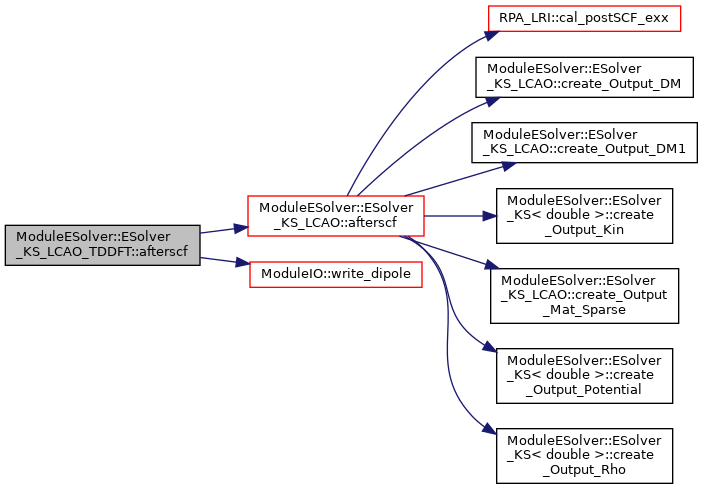 ModuleESolver::ESolver
_KS_LCAO_TDDFT::afterscf
ModuleESolver::ESolver
_KS_LCAO::afterscf
ModuleIO::write_dipole
RPA_LRI::cal_postSCF_exx
ModuleESolver::ESolver
_KS_LCAO::create_Output_DM
ModuleESolver::ESolver
_KS_LCAO::create_Output_DM1
ModuleESolver::ESolver
_KS< double >::create
_Output_Kin
ModuleESolver::ESolver
_KS_LCAO::create_Output
_Mat_Sparse
ModuleESolver::ESolver
_KS< double >::create
_Output_Potential
ModuleESolver::ESolver
_KS< double >::create
_Output_Rho